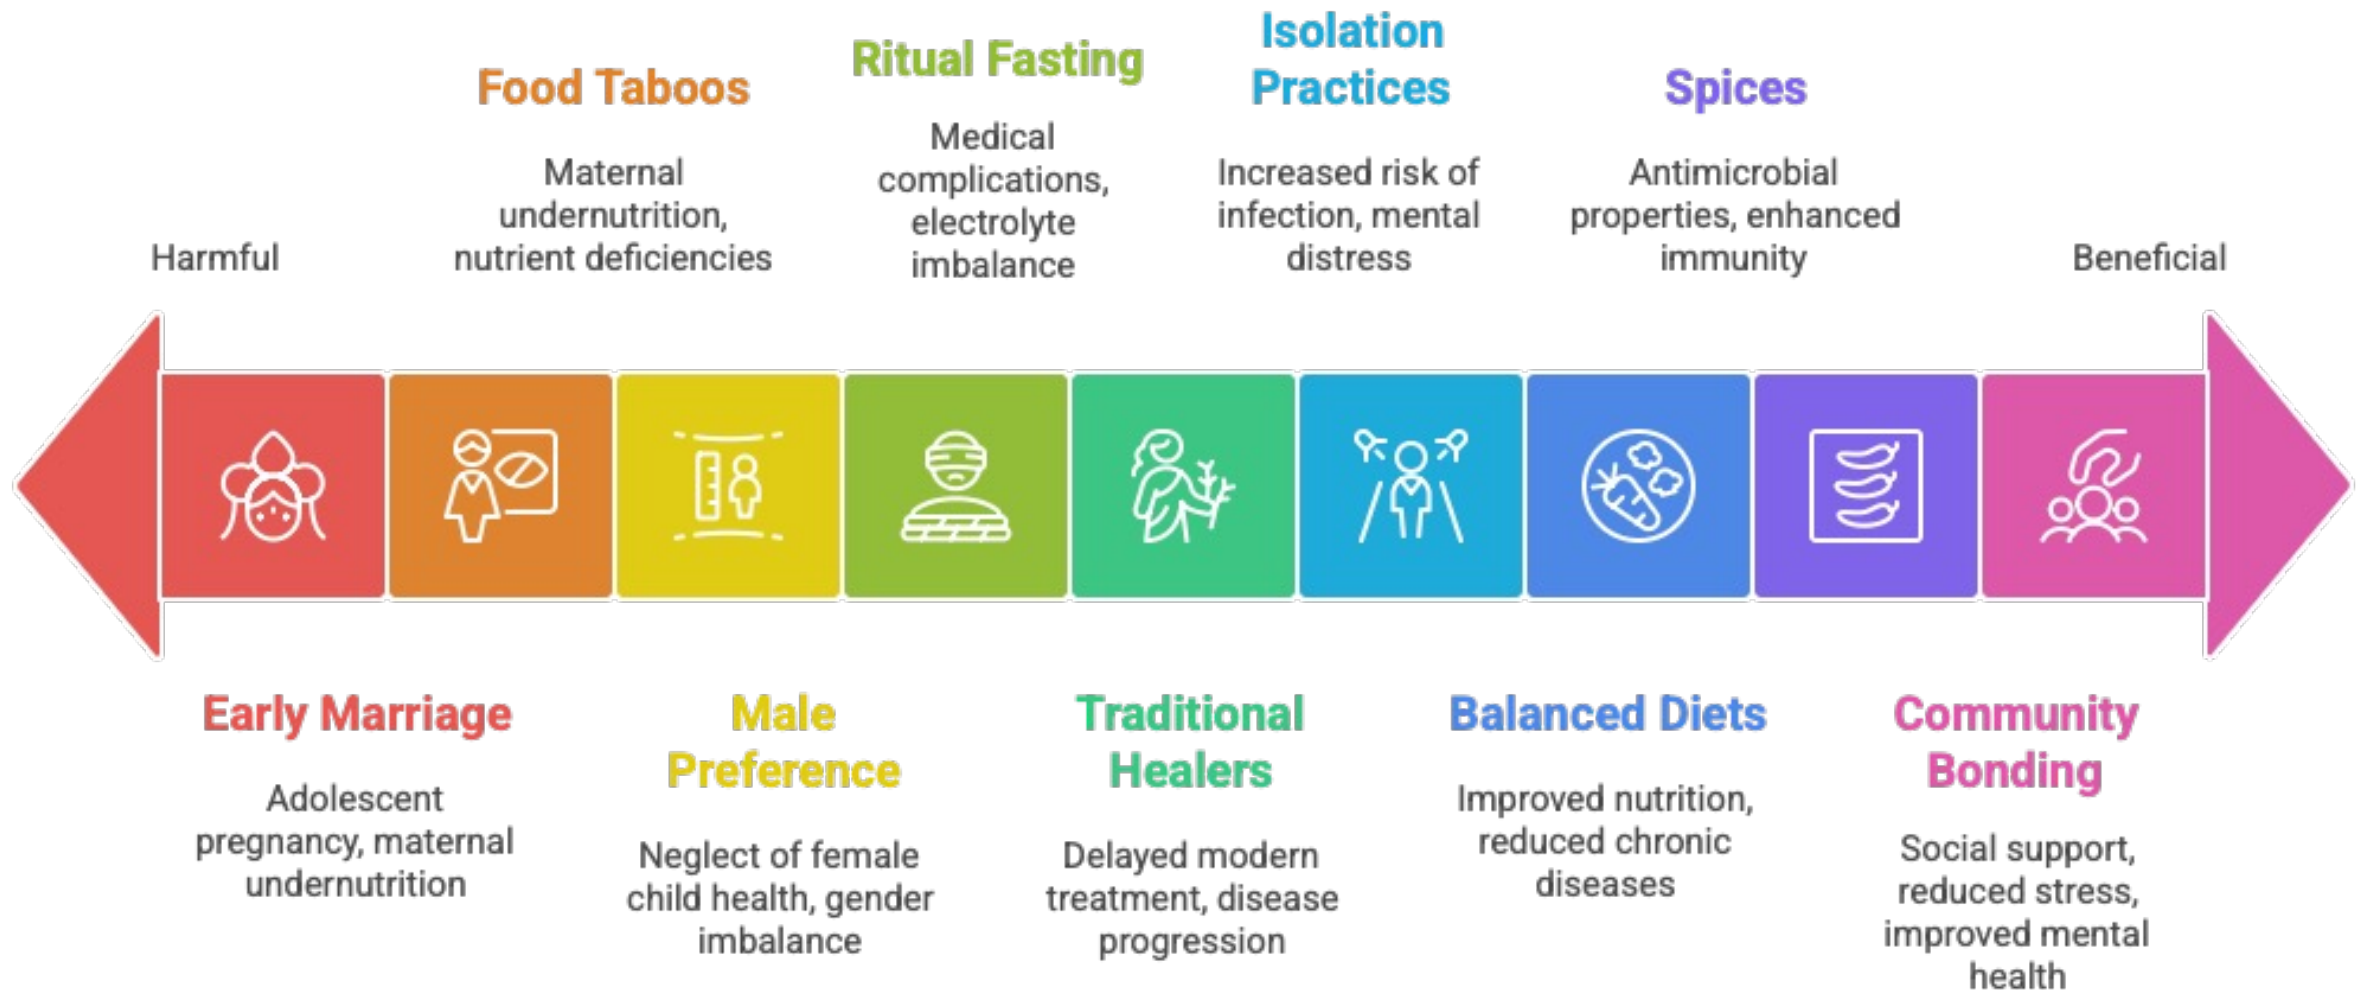 Harmful
Food Taboos
Maternal
undernutrition,
nutrient deficiencies
Ritual Fasting
Medical
complications,
electrolyte
imbalance
Isolation
Practices
Increased risk of
infection, mental
distress
Spices
Antimicrobial
properties, enhanced
immunity
Beneficial
Early Marriage
Adolescent
pregnancy, maternal
undernutrition
Male
Preference
Neglect of female
child health, gender
imbalance
Traditional
Healers
Delayed modern
treatment, disease
progression
Balanced Diets
Improved nutrition,
reduced chronic
diseases
Community
Bonding
Social support,
reduced stress,
improved mental
health